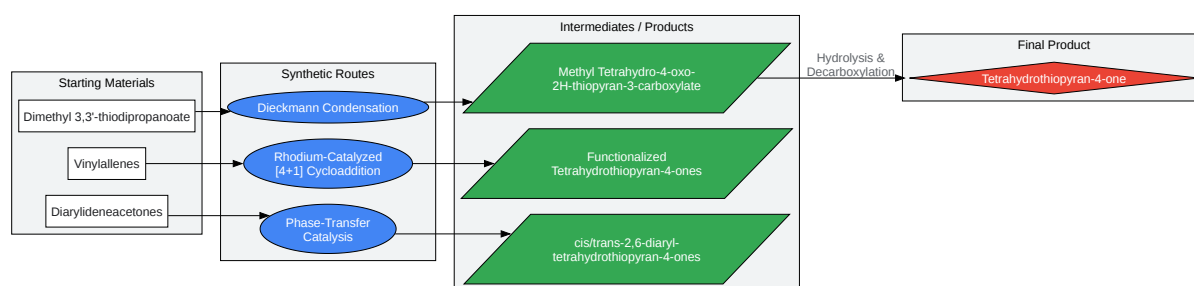 Starting Materials
Dimethyl 3,3'-thiodipropanoate
Vinylallenes
Diarylideneacetones
Synthetic Routes
Dieckmann Condensation
Rhodium-Catalyzed
[4+1] Cycloaddition
Phase-Transfer
Catalysis
Intermediates / Products
Methyl Tetrahydro-4-oxo-
2H-thiopyran-3-carboxylate
Functionalized
Tetrahydrothiopyran-4-ones
cis/trans-2,6-diaryl-
tetrahydrothiopyran-4-ones
Hydrolysis &
Decarboxylation
Final Product
Tetrahydrothiopyran-4-one